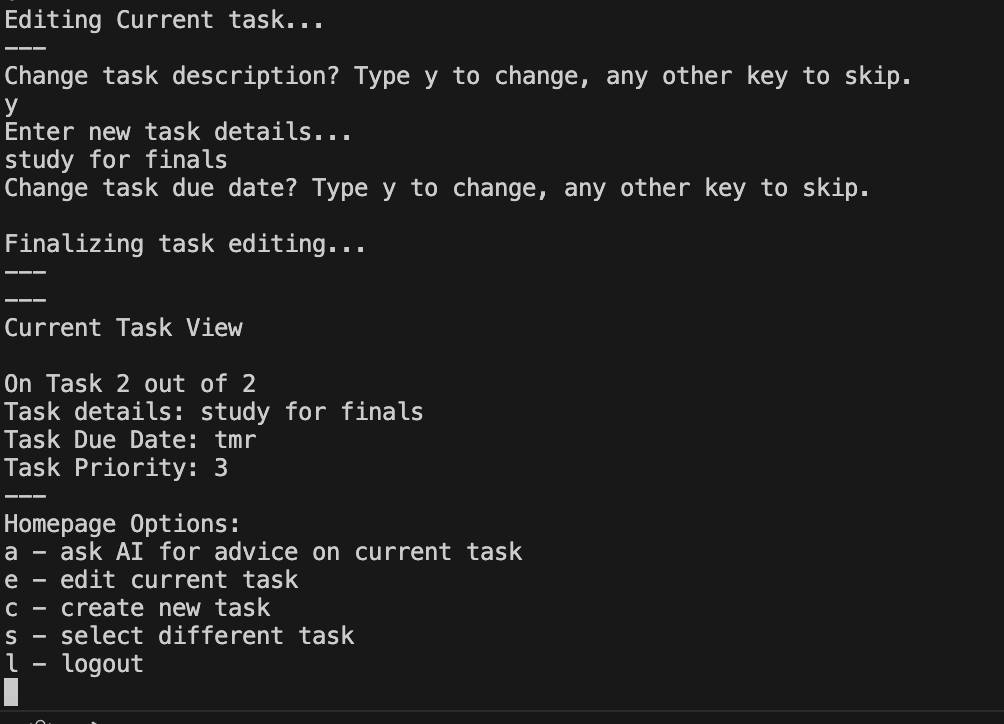 Editing Current task...
———
Change task description? Type y to change, any other key to skip.
y
Enter new task details...
study for finals
Change task due date? Type y to change, any other key to skip.
Finalizing task editing...
———
———
Current Task View
On Task 2 out of 2
Task details: study for finals
Task Due Date: tmr
Task Priority: 3
———
Homepage Options:
a – ask AI for advice on current task
e – edit current task
c – create new task
s – select different task
l – logout